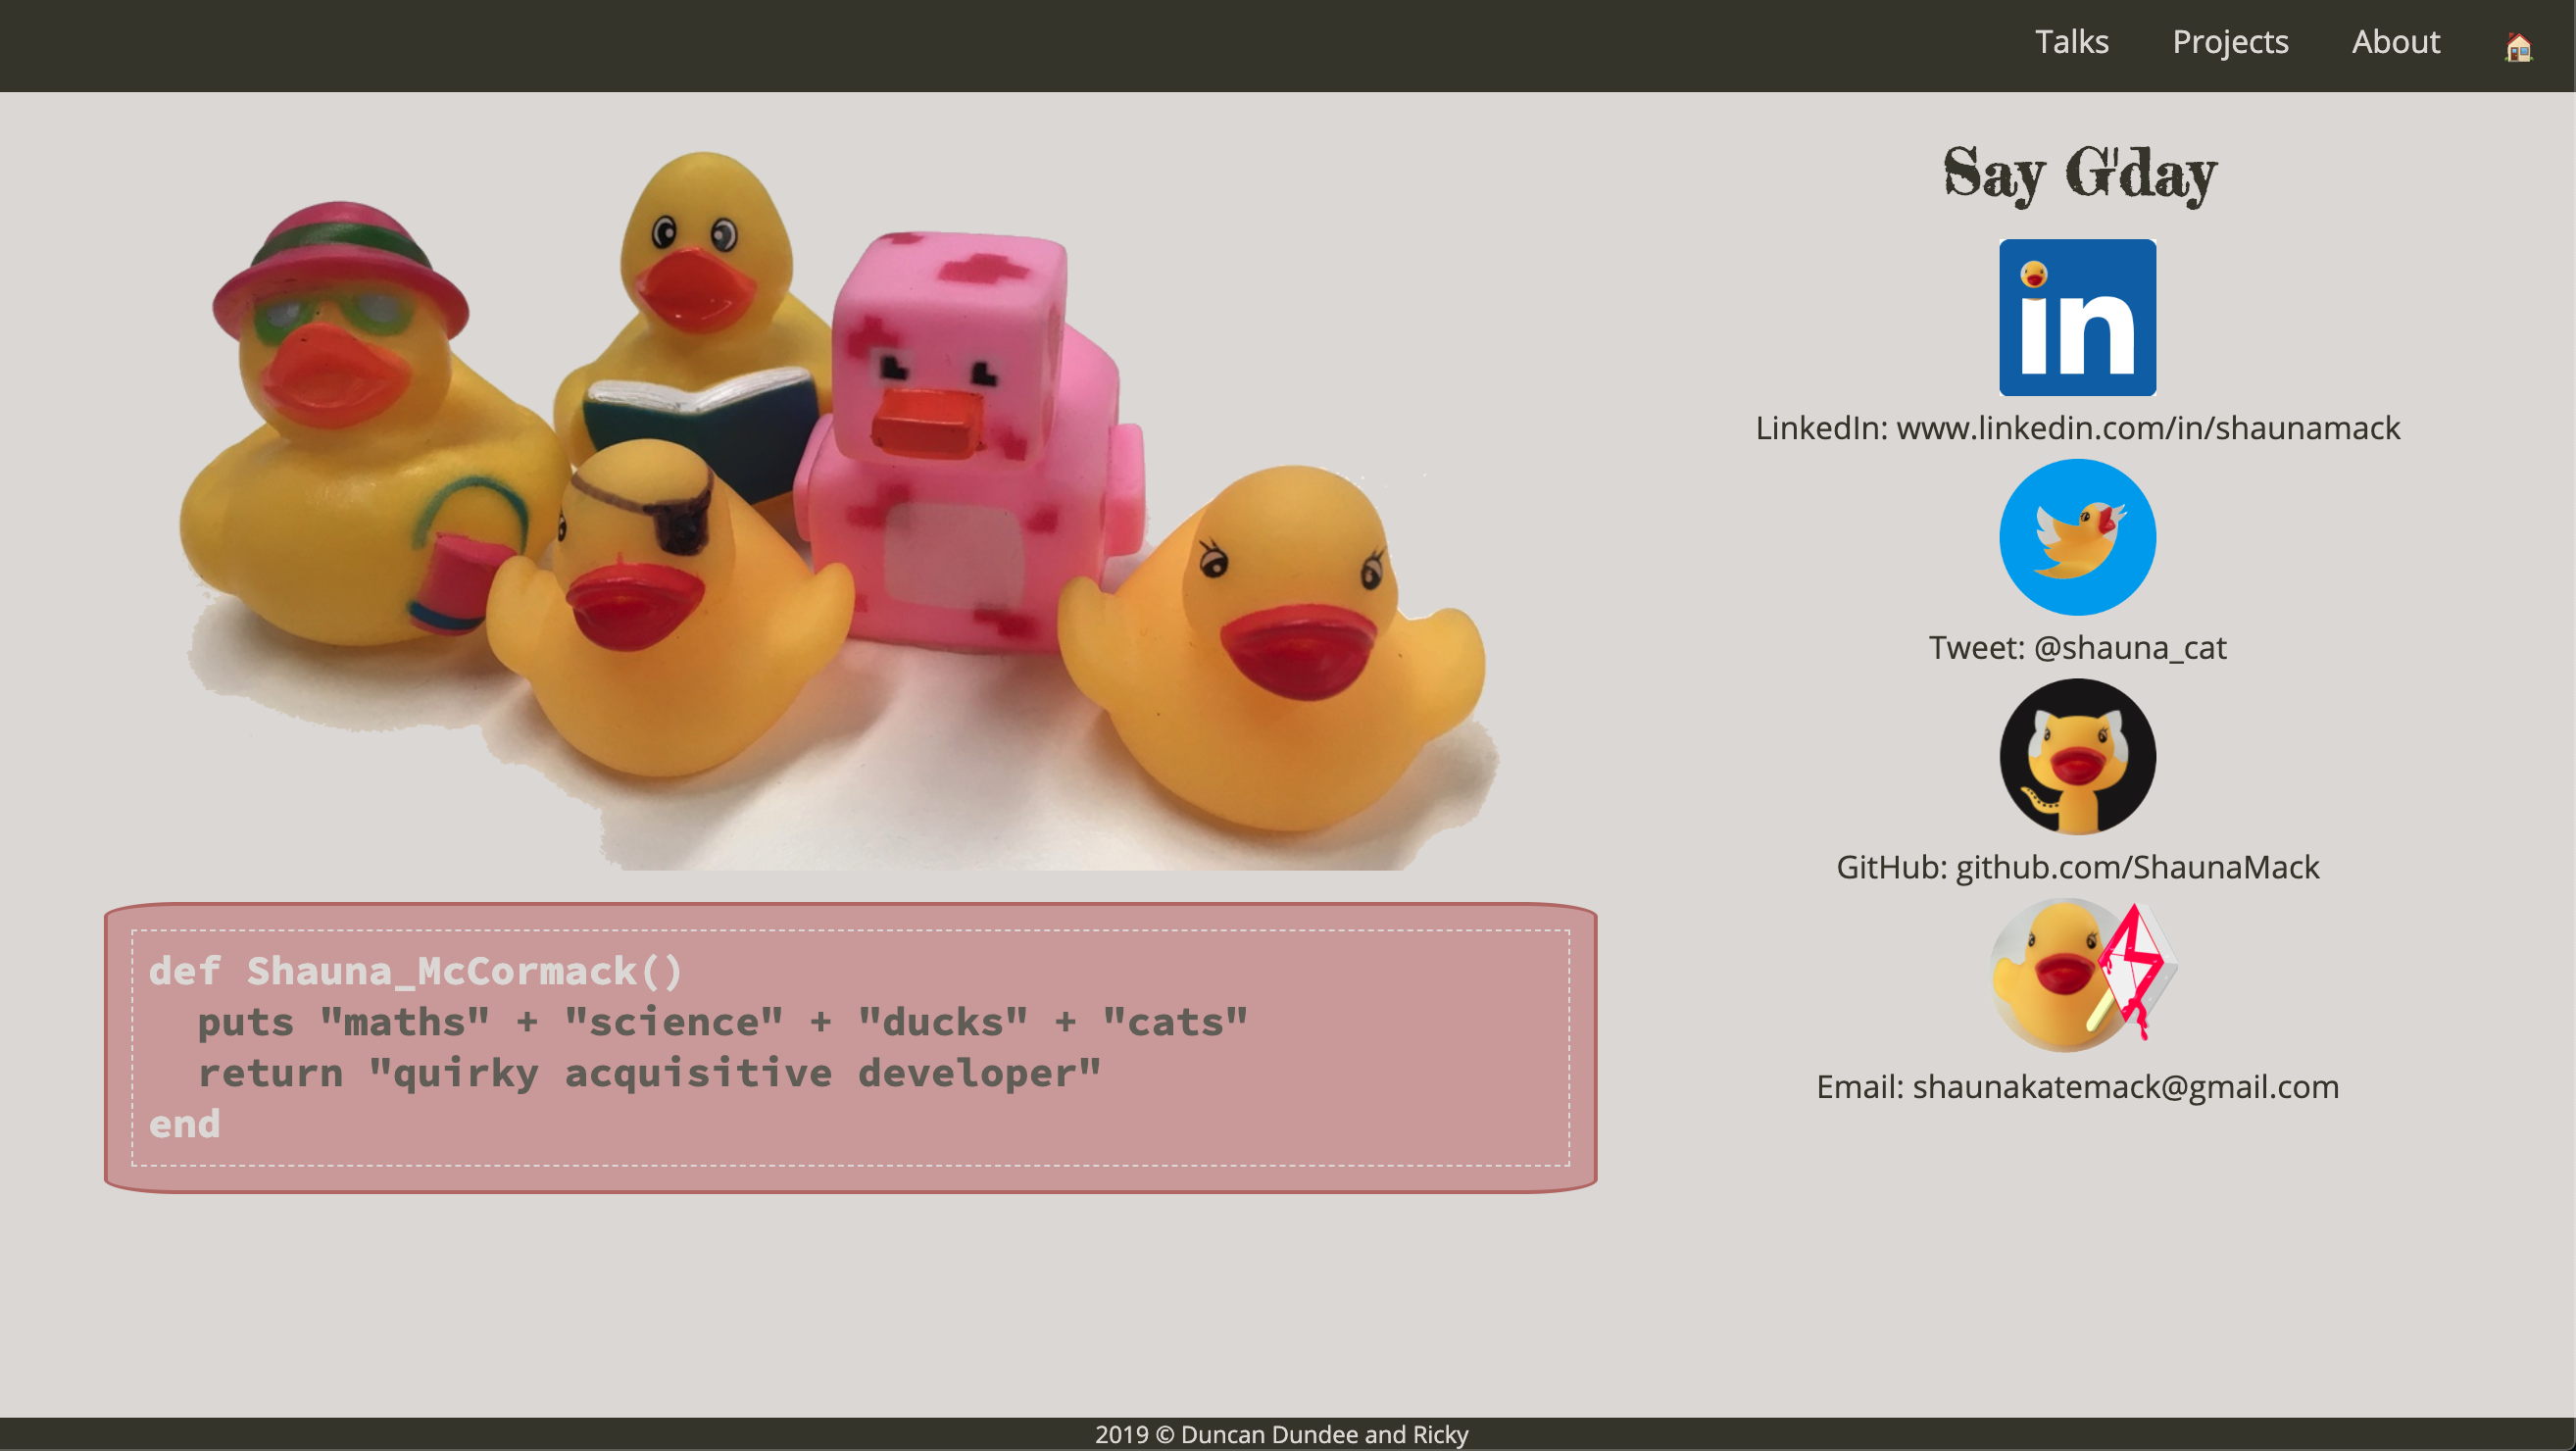 Talks Projects About
Say G'day
in
LinkedIn: www.linkedin.com/in/shaunamack
Tweet: @shauna_cat
GitHub: github.com/ShaunaMack
Email: shaunakatemack@gmail.com
def Shauna_McCormack()
  puts "maths" + "science" + "ducks" + "cats"
  return "quirky acquisitive developer"
end
2019 © Duncan Dundee and Ricky